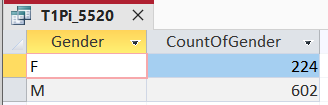 T1Pi_5520
Gender CountOfGender
F 224
M 602